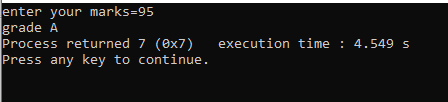 enter your marks=95
grade A
Process returned 7 (0x7)   execution time : 4.549 s
Press any key to continue.